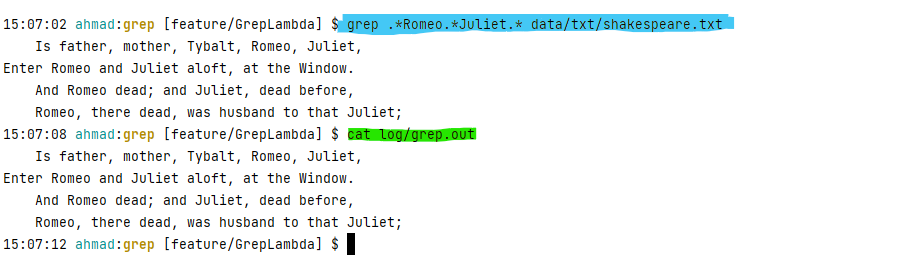 15:07:02 ahmad:grep [feature/GrepLambda] $ grep .*Romeo.*Juliet.* data/txt/shakespeare.txt
    Is father, mother, Tybalt, Romeo, Juliet,
Enter Romeo and Juliet aloft, at the Window.
    And Romeo dead; and Juliet, dead before,
    Romeo, there dead, was husband to that Juliet;
15:07:08 ahmad:grep [feature/GrepLambda] $ cat log/grep.out
    Is father, mother, Tybalt, Romeo, Juliet,
Enter Romeo and Juliet aloft, at the Window.
    And Romeo dead; and Juliet, dead before,
    Romeo, there dead, was husband to that Juliet;
15:07:12 ahmad:grep [feature/GrepLambda] $